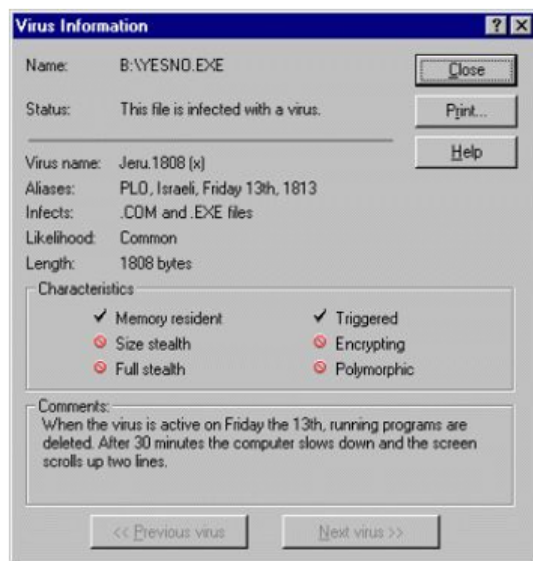 Virus Information
Name: B:\YESNO.EXE
Close
Status: This file is infected with a virus.
Print...
Help
Virus name: Jeru.1808 (x)
Aliases: PLO, Israeli, Friday 13th, 1813
Infects: .COM and .EXE files
Likelihood: Common
Length: 1808 bytes
Characteristics
Memory resident Triggered
Size stealth Encrypting
Full stealth Polymorphic
Comments:
When the virus is active on Friday the 13th, running programs are
deleted. After 30 minutes the computer slows down and the screen
scrolls up two lines.
<< Previous virus Next virus >>